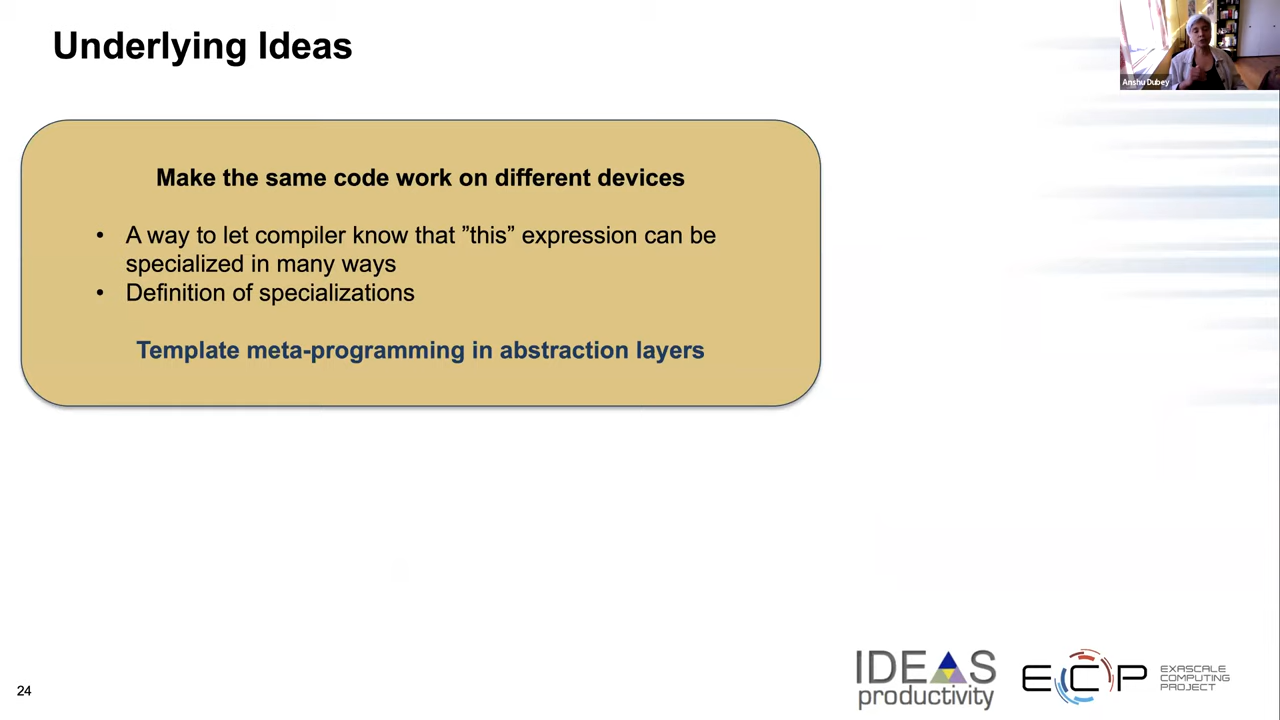 Underlying Ideas
Anshu Dubey
Make the same code work on different devices
• A way to let compiler know that ”this” expression can be
specialized in many ways
• Definition of specializations
Template meta-programming in abstraction layers
24
IDEAS
productivity
ECP
EXASCALE
COMPUTING
PROJECT